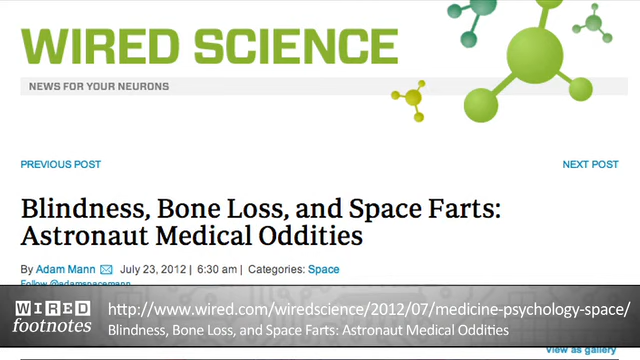 WIRED SCIENCE
NEWS FOR YOUR NEURONS
PREVIOUS POST
NEXT POST
Blindness, Bone Loss, and Space Farts:
Astronaut Medical Oddities
By Adam Mann July 23, 2012 | 6:30 am | Categories: Space
Follow @adamspacemann
WIRED
footnotes
http://www.wired.com/wiredscience/2012/07/medicine-psychology-space/
Blindness, Bone Loss, and Space Farts: Astronaut Medical Oddities
View as gallery